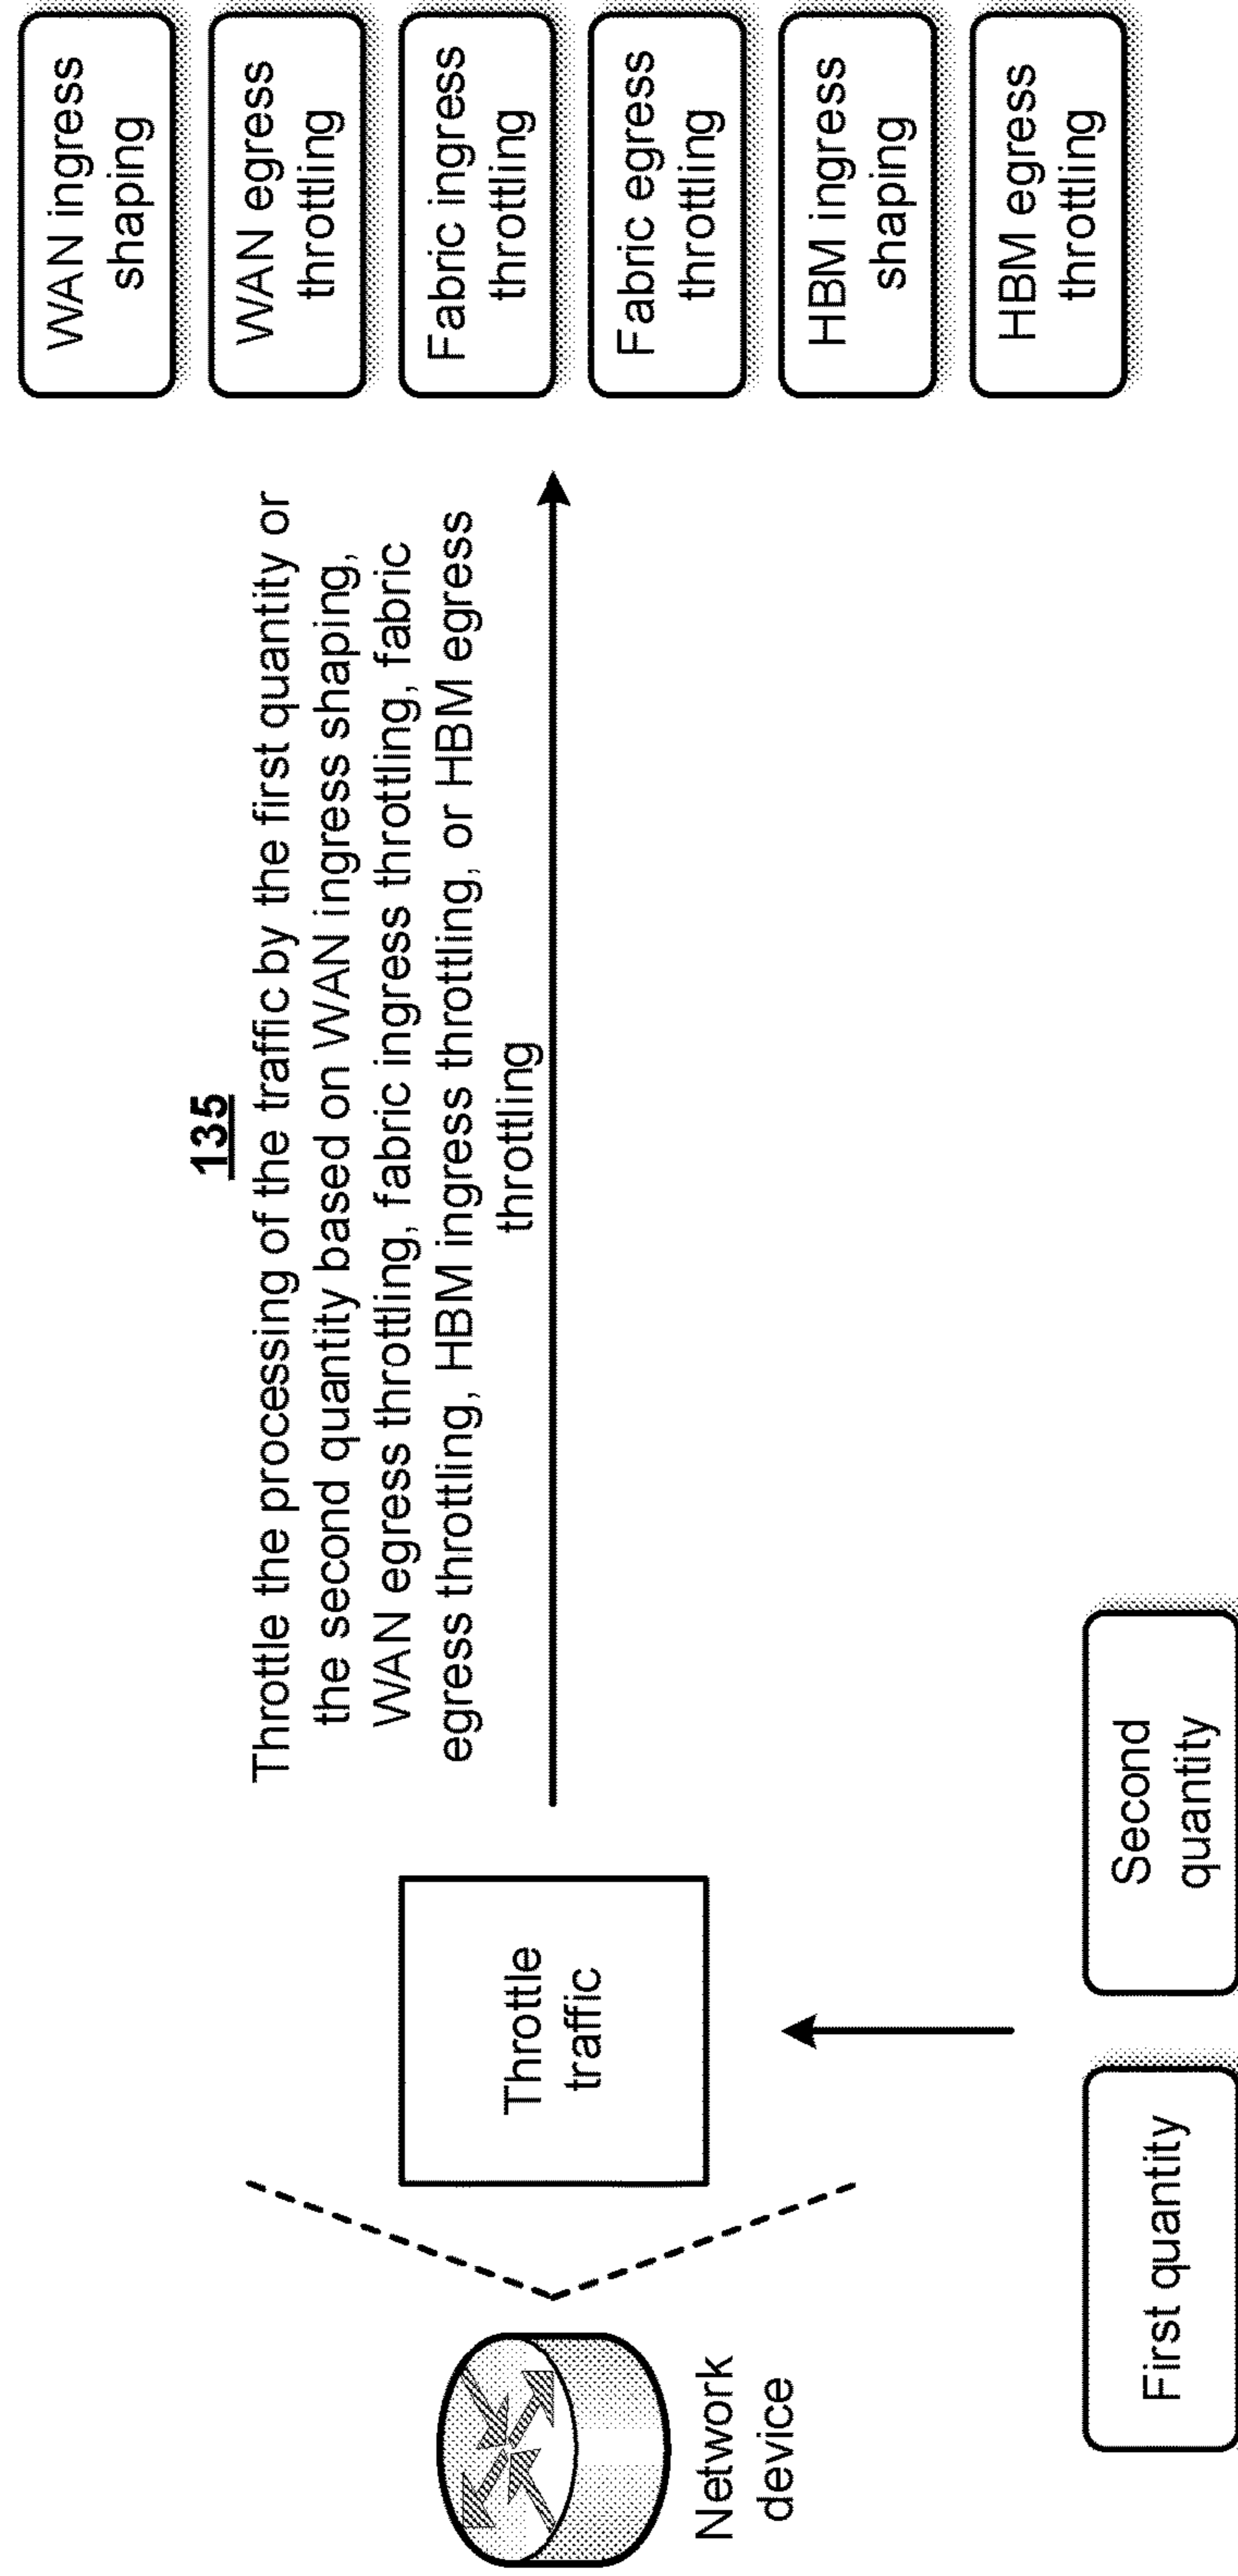 135
Throttle the processing of the traffic by the first quantity or
the second quantity based on WAN ingress shaping,
WAN egress throttling, fabric ingress throttling, fabric
egress throttling, HBM ingress throttling, or HBM egress
throttling
Network
device
Throttle
traffic
First quantity
Second
quantity
WAN ingress
shaping
WAN egress
throttling
Fabric ingress
throttling
Fabric egress
throttling
HBM ingress
shaping
HBM egress
throttling